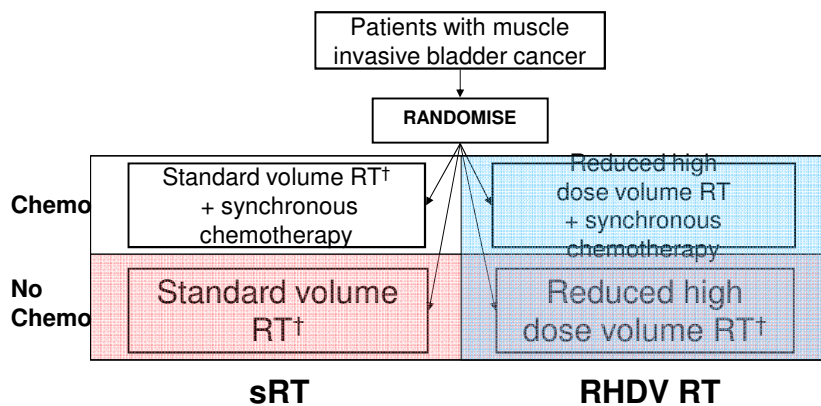 Patients with muscle
invasive bladder cancer
RANDOMISE
Chemo
Standard volume RT†
+ synchronous
chemotherapy
Reduced high
dose volume RT
+ synchronous
chemotherapy
No
Chemo
Standard volume
RT†
Reduced high
dose volume RT†
sRT
RHDV RT